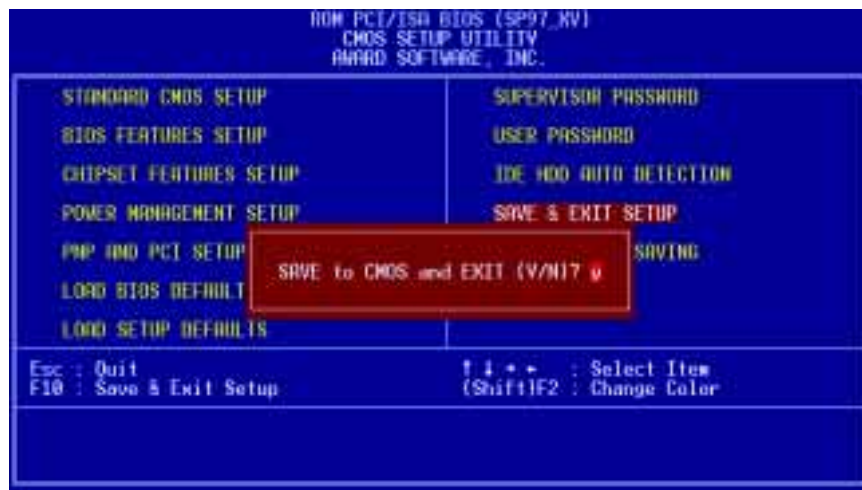 ROM PCI/ISA BIOS (SP97_XV)
CMOS SETUP UTILITY
AWARD SOFTWARE, INC.
STANDARD CMOS SETUP
BIOS FEATURES SETUP
CHIPSET FEATURES SETUP
POWER MANAGEMENT SETUP
PNP AND PCI SETUP
LOAD BIOS DEFAULT
LOAD SETUP DEFAULTS
SUPERVISOR PASSWORD
USER PASSWORD
IDE HDD AUTO DETECTION
SAVE & EXIT SETUP
SAVING
SAVE to CMOS and EXIT (Y/N)? y
Esc : Quit
F10 : Save & Exit Setup
↑ ↓ → ← : Select Item
(Shift)F2 : Change Color